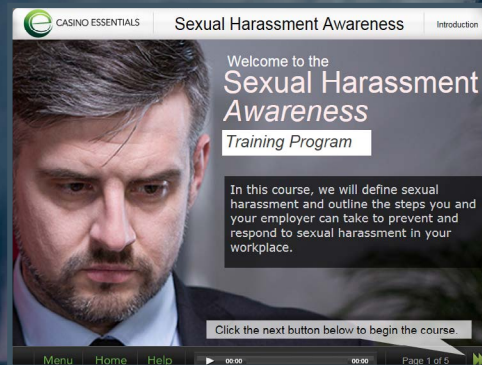 CASINO ESSENTIALS
Sexual Harassment Awareness
Introduction
Welcome to the
Sexual Harassment
Awareness
Training Program
In this course, we will define sexual
harassment and outline the steps you and
your employer can take to prevent and
respond to sexual harassment in your
workplace.
Click the next button below to begin the course.
Menu Home Help 00:00 00:00 Page 1 of 5